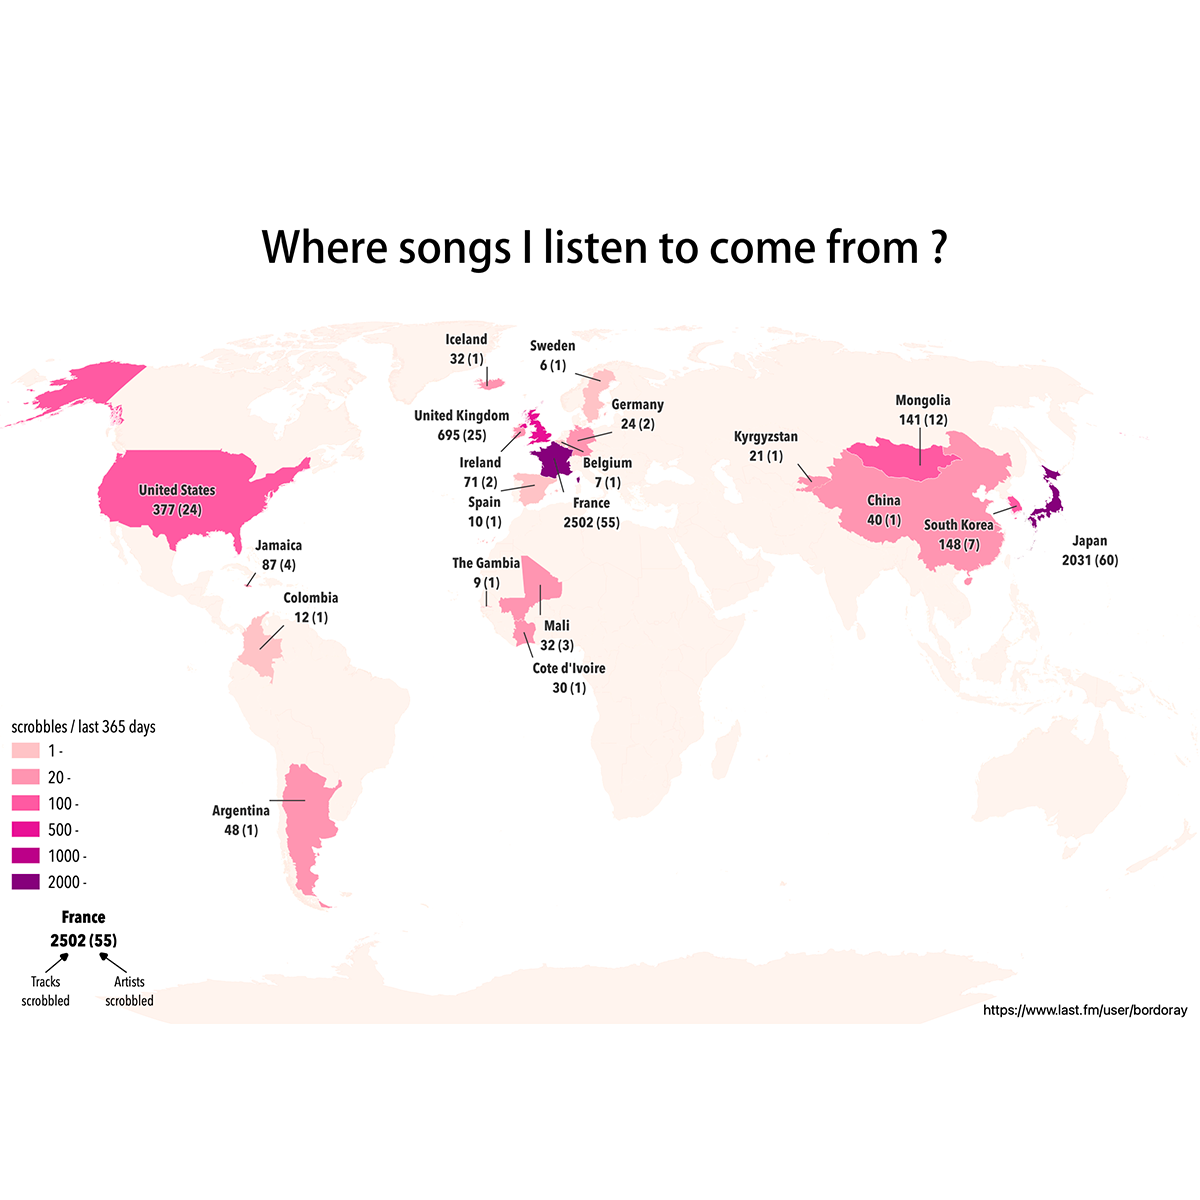 Where songs I listen to come from ?
Iceland
32 (1)
Sweden
6 (1)
United Kingdom
695 (25)
Germany
24 (2)
Ireland
71 (2)
Belgium
7 (1)
Spain
10 (1)
France
2502 (55)
Mongolia
141 (12)
Kyrgyzstan
21 (1)
China
40 (1)
South Korea
148 (7)
Japan
2031 (60)
United States
377 (24)
Jamaica
87 (4)
Colombia
12 (1)
The Gambia
9 (1)
Mali
32 (3)
Cote d'Ivoire
30 (1)
Argentina
48 (1)
scrobbles / last 365 days
1 -
20 -
100 -
500 -
1000 -
2000 -
France
2502 (55)
Tracks
scrobbled
Artists
scrobbled
https://www.last.fm/user/bordoray